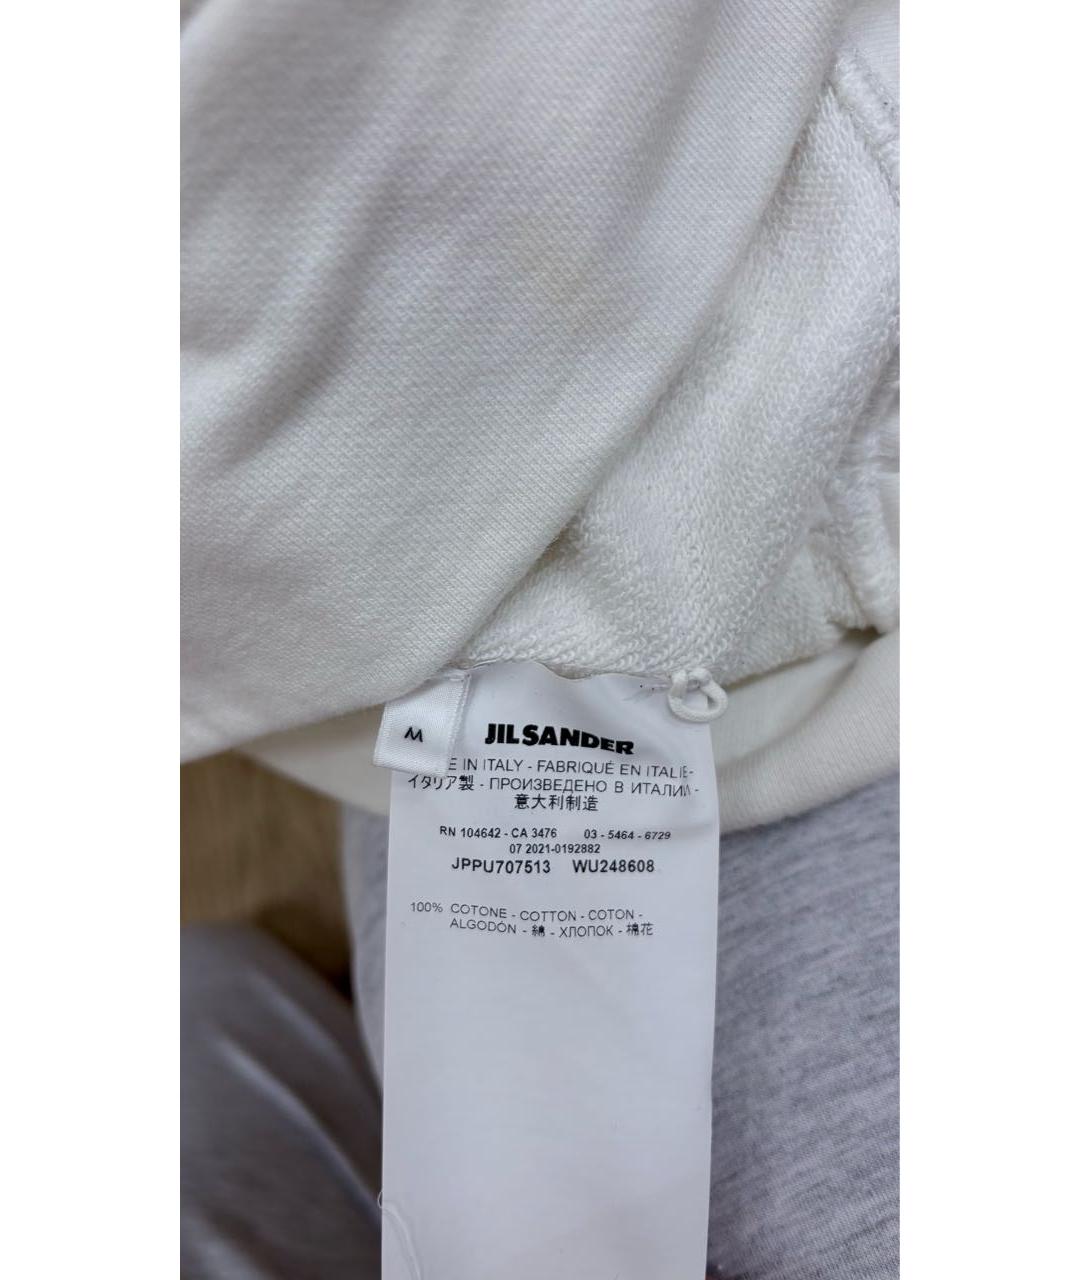 M
JIL SANDER
E IN ITALY - FABRIQUÉ EN ITALIE-
イタリア製 - ПРОИЗВЕДЕНО В ИТАЛИИ -
意大利制造
RN 104642 - CA 3476 03 - 5464 - 6729
07 2021-0192882
JPPU707513 WU248608
100% COTONE - COTTON - COTON -
ALGODÓN - 綿 - ХЛОПОК - 棉花